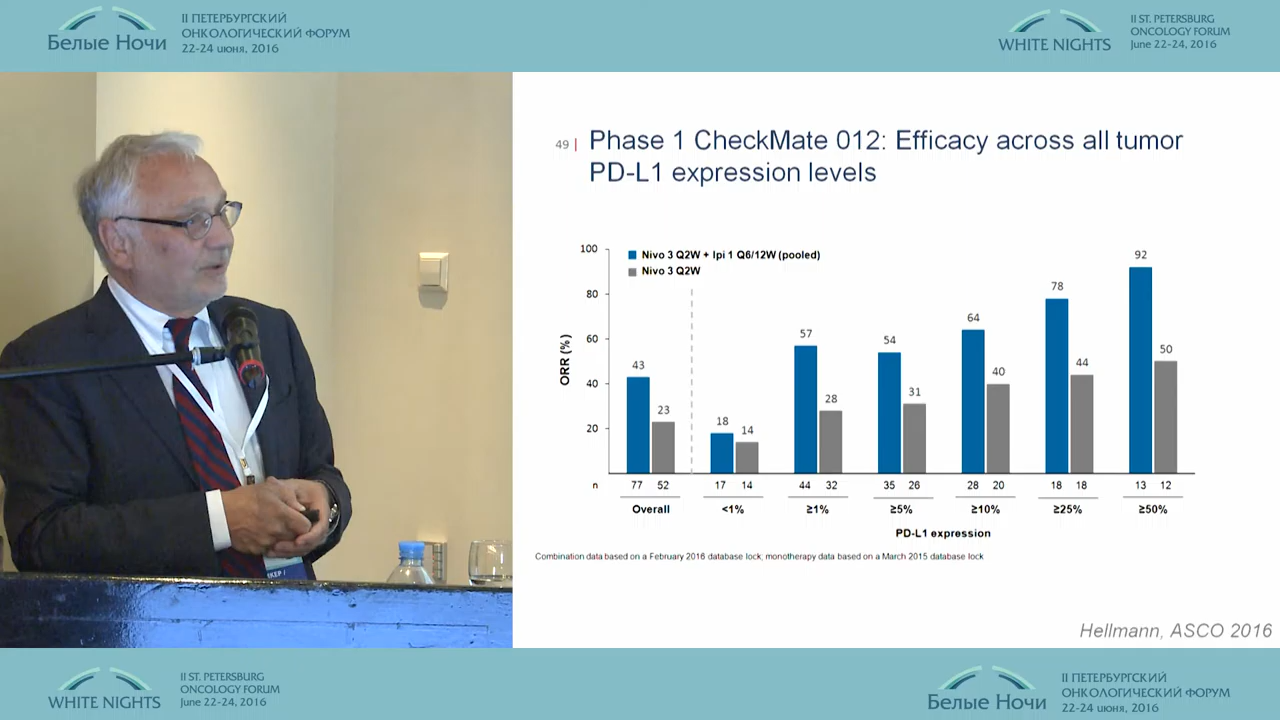 Белые Ночи
II ПЕТЕРБУРГСКИЙ
ОНКОЛОГИЧЕСКИЙ ФОРУМ
22-24 июня, 2016
WHITE NIGHTS
II ST. PETERSBURG
ONCOLOGY FORUM
June 22-24, 2016
49 |
Phase 1 CheckMate 012: Efficacy across all tumor
PD-L1 expression levels
Nivo 3 Q2W + Ipi 1 Q6/12W (pooled)
Nivo 3 Q2W
ORR (%)
100
80
60
40
20
43 23
18 14
57 28
54 31
64 40
78 44
92 50
n 77 52 17 14 44 32 35 26 28 20 18 18 13 12
Overall <1% ≥1% ≥5% ≥10% ≥25% ≥50%
PD-L1 expression
Combination data based on a February 2016 database lock; monotherapy data based on a March 2015 database lock
Hellmann, ASCO 2016
WHITE NIGHTS
II ST. PETERSBURG
ONCOLOGY FORUM
June 22-24, 2016
Белые Ночи
II ПЕТЕРБУРГСКИЙ
ОНКОЛОГИЧЕСКИЙ ФОРУМ
22-24 июня, 2016